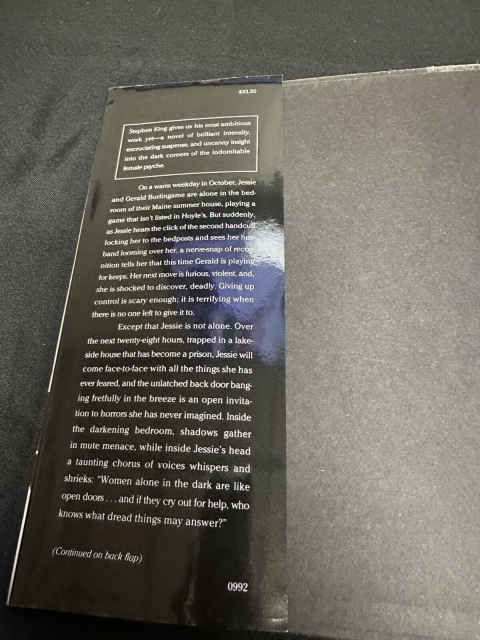 $23.50
Stephen King gives us his most ambitious
work yet—a novel of brilliant intensity,
excruciating suspense, and uncanny insight
into the dark corners of the indomitable
female psyche.
On a warm weekday in October, Jessie
and Gerald Burlingame are alone in the bed-
room of their Maine summer house, playing a
game that isn't listed in Hoyle's. But suddenly,
as Jessie hears the click of the second handcuff
locking her to the bedposts and sees her hus-
band looming over her, a nerve-snap of recog-
nition tells her that this time Gerald is playing
for keeps. Her next move is furious, violent, and,
she is shocked to discover, deadly. Giving up
control is scary enough; it is terrifying when
there is no one left to give it to.
Except that Jessie is not alone. Over
the next twenty-eight hours, trapped in a lake-
side house that has become a prison, Jessie will
come face-to-face with all the things she has
ever feared, and the unlatched back door bang-
ing fretfully in the breeze is an open invita-
tion to horrors she has never imagined. Inside
the darkening bedroom, shadows gather
in mute menace, while inside Jessie's head
a taunting chorus of voices whispers and
shrieks: "Women alone in the dark are like
open doors . . . and if they cry out for help, who
knows what dread things may answer?"
(Continued on back flap)
0992